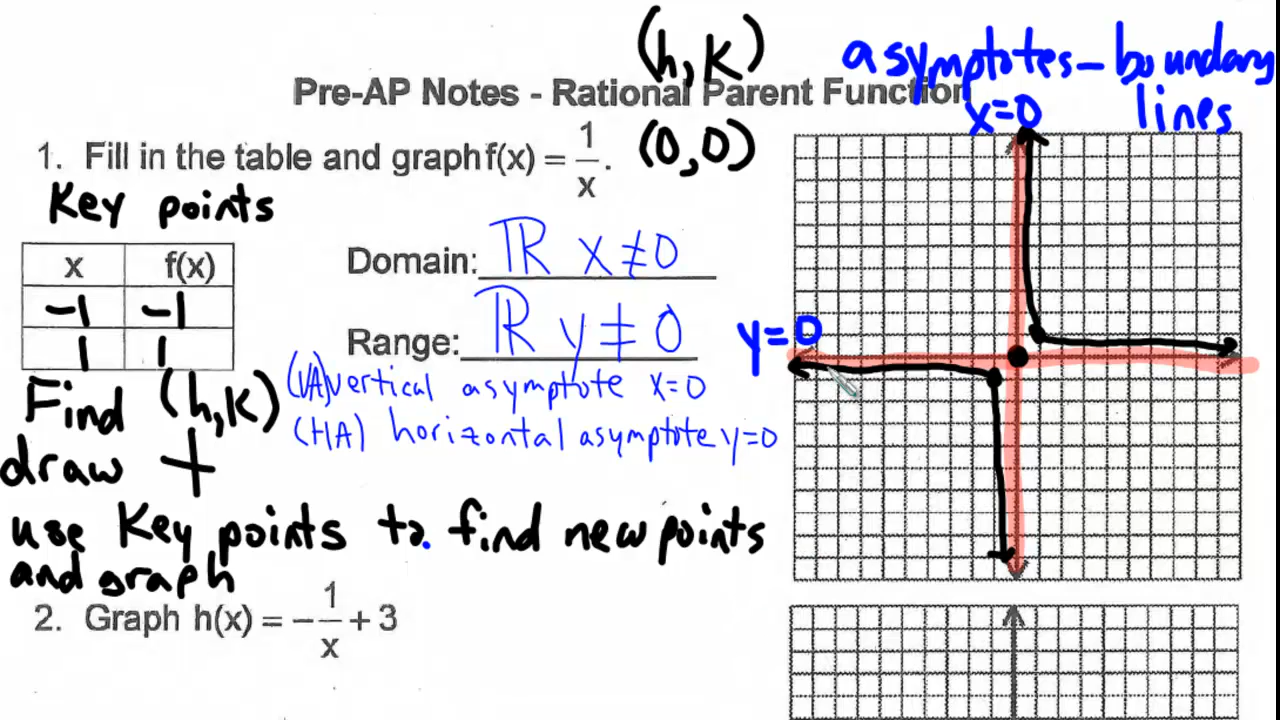 (h,K)
asymptotes–boundary
lines
Pre-AP Notes - Rational Parent Function
x=0
1. Fill in the table and graph f(x) = 1/x.
(0,0)
Key points
x f(x)
-1 -1
1 1
Domain: ℝ x≠0
Range: ℝ y≠0
y=0
(VA) vertical asymptote x=0
(HA) horizontal asymptote y=0
Find (h,K)
draw +
use Key points to. find new points
and graph
2. Graph h(x) = -1/x + 3